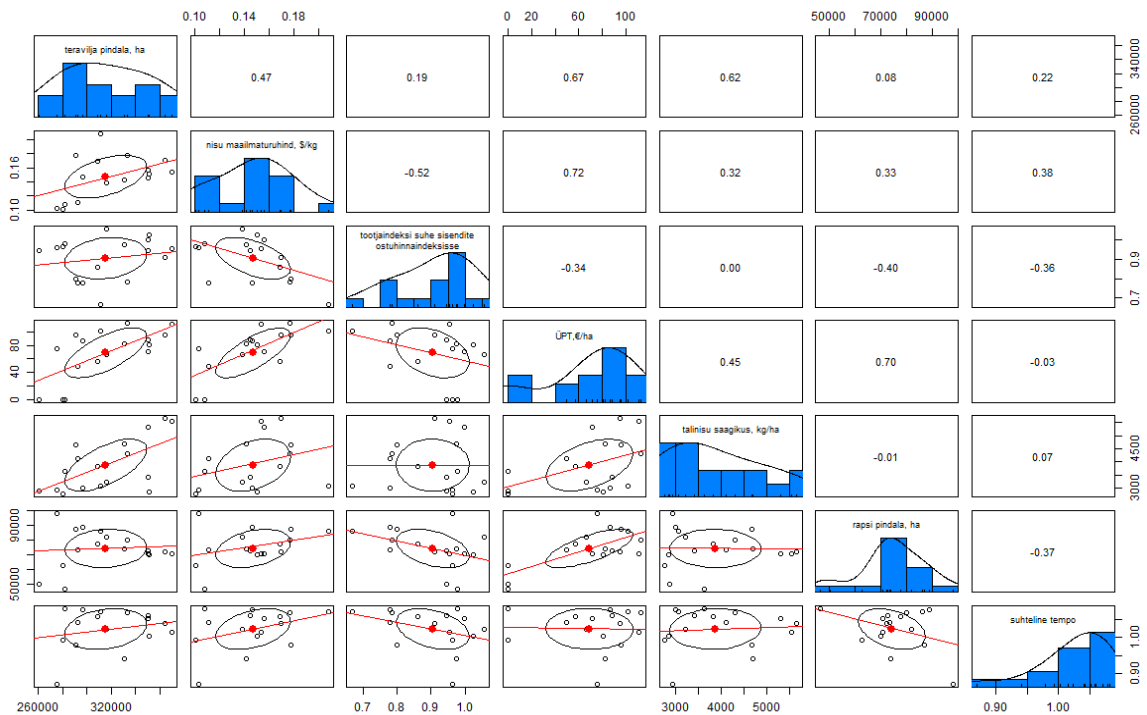 0.10 0.14 0.18
0 20 60 100
50000 70000 90000
teravilja pindala, ha
0.47
0.19
0.67
0.62
0.08
0.22
260000 340000
0.10 0.16
nisu maailmaturuhind, $/kg
-0.52
0.72
0.32
0.33
0.38
tootjaindeksi suhe sisendite
ostuhinnaindeksisse
-0.34
0.00
-0.40
-0.36
0.7 0.9
0 40 80
ÜPT,€/ha
0.45
0.70
-0.03
talinisu saagikus, kg/ha
-0.01
0.07
3000 4500
50000 90000
rapsi pindala, ha
-0.37
suhteline tempo
0.90 1.00
260000 320000
0.7 0.8 0.9 1.0
3000 4000 5000
0.90 1.00